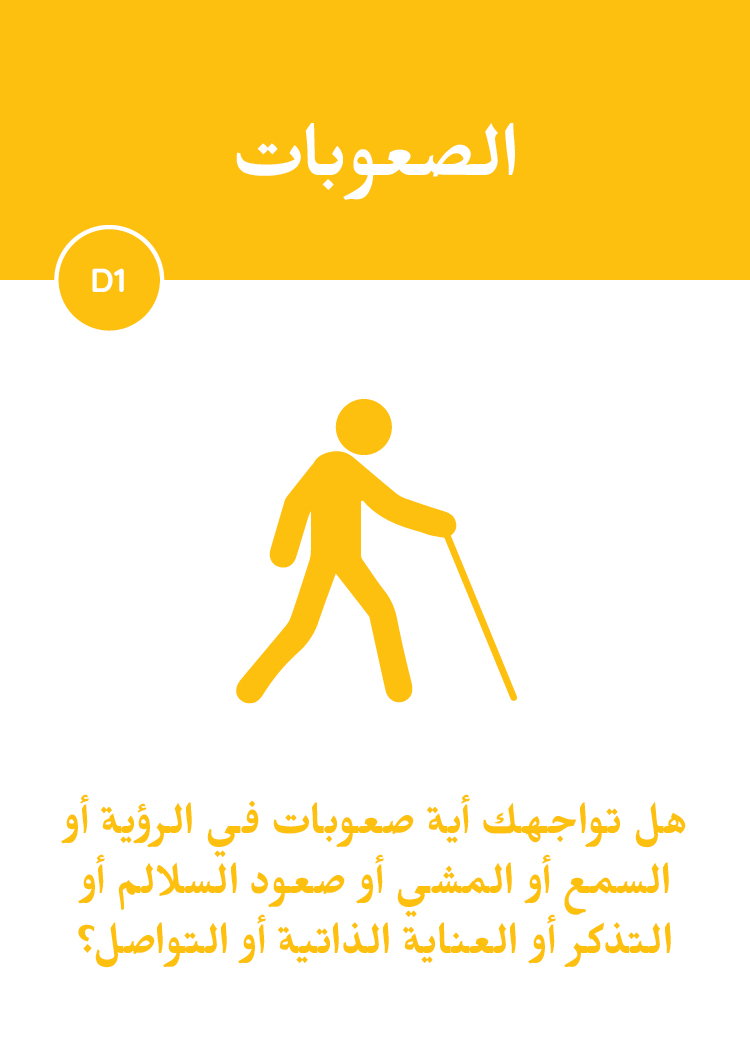 الصعوبات
D1
هل تواجهك أية صعوبات في الرؤية أو
السمع أو المشي أو صعود السلالم أو
التذكر أو العناية الذاتية أو التواصل؟